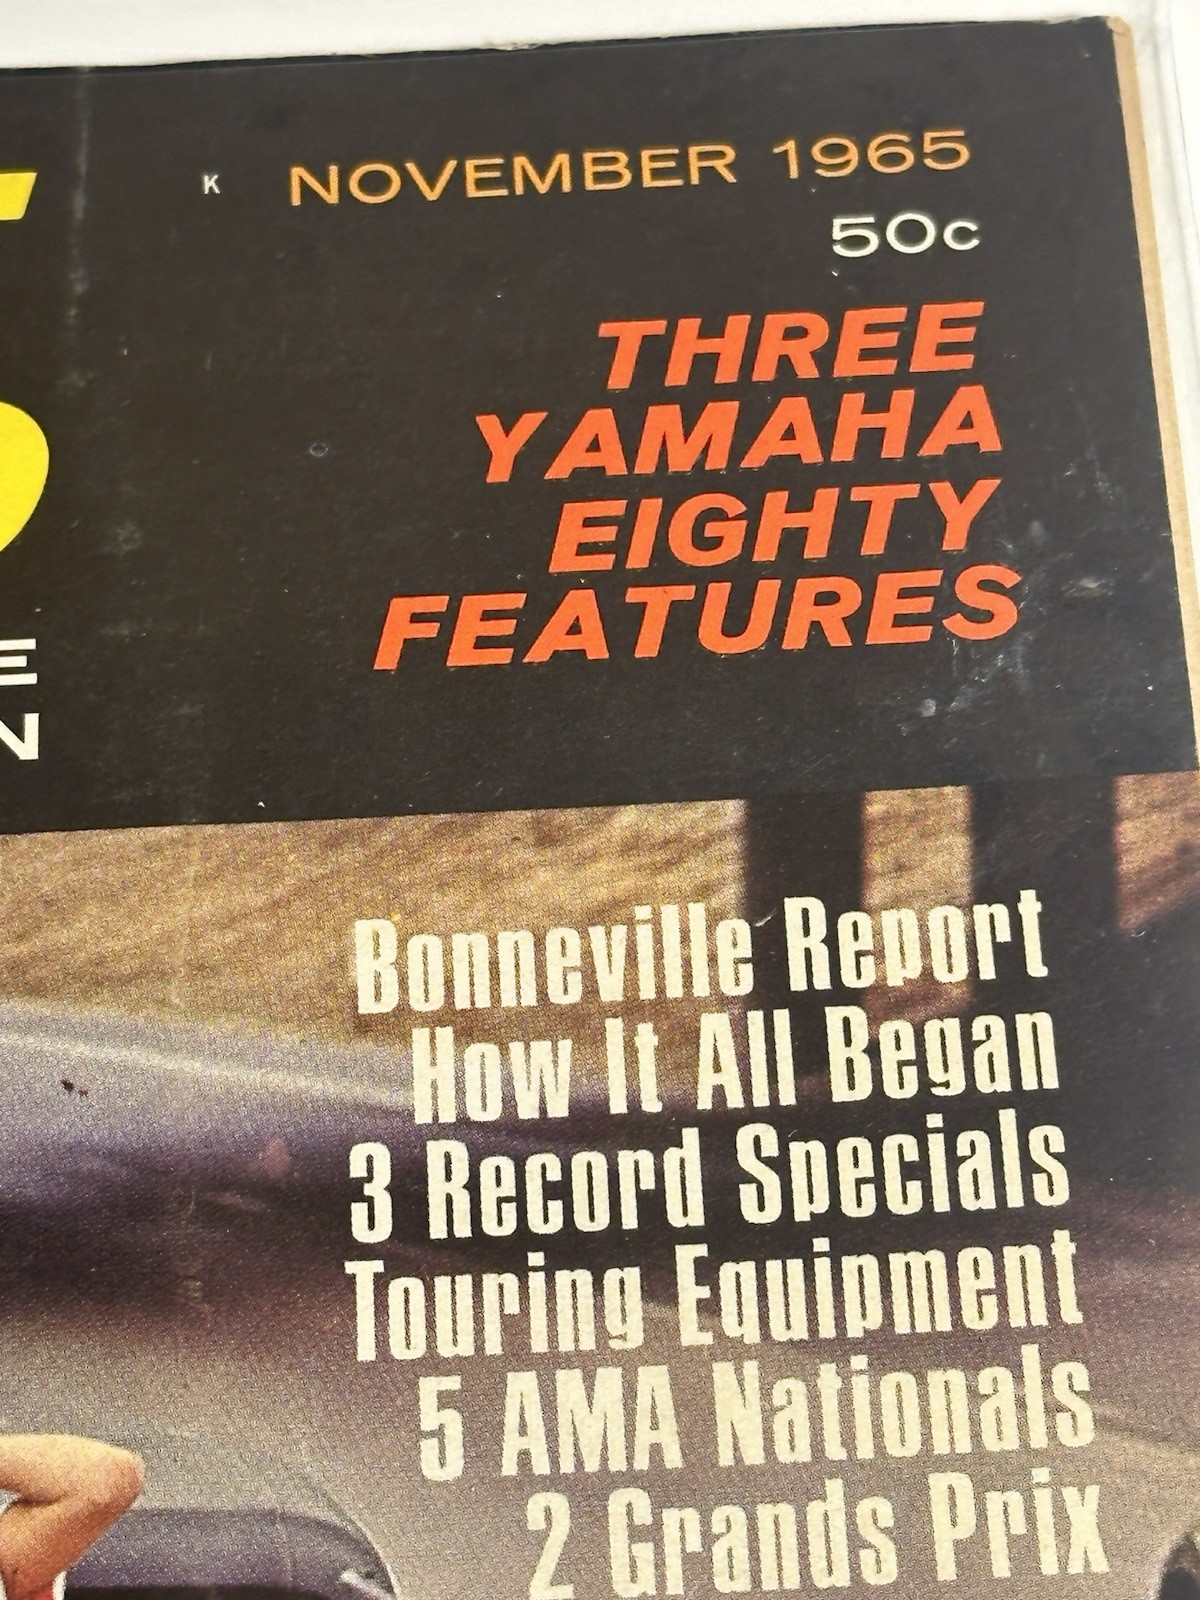 K NOVEMBER 1965
50c
THREE
YAMAHA
EIGHTY
FEATURES
E
N
Bonneville Report
How It All Began
3 Record Specials
Touring Equipment
5 AMA Nationals
2 Grands Prix